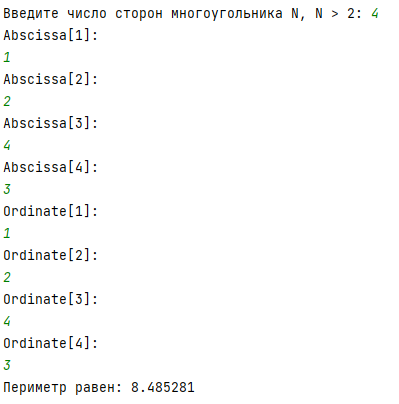 Введите число сторон многоугольника N, N > 2: 4
Abscissa[1]:
1
Abscissa[2]:
2
Abscissa[3]:
4
Abscissa[4]:
3
Ordinate[1]:
1
Ordinate[2]:
2
Ordinate[3]:
4
Ordinate[4]:
3
Периметр равен: 8.485281